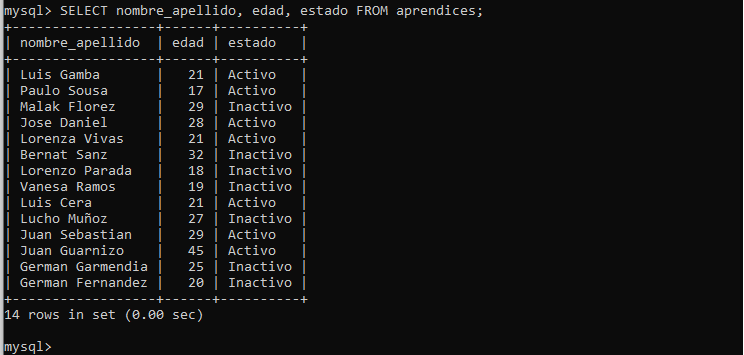 mysql> SELECT nombre_apellido, edad, estado FROM aprendices;
+------------------+------+----------+
| nombre_apellido  | edad | estado   |
+------------------+------+----------+
| Luis Gamba       |   21 | Activo   |
| Paulo Sousa      |   17 | Activo   |
| Malak Florez     |   29 | Inactivo |
| Jose Daniel      |   28 | Activo   |
| Lorenza Vivas    |   21 | Activo   |
| Bernat Sanz      |   32 | Inactivo |
| Lorenzo Parada   |   18 | Inactivo |
| Vanesa Ramos     |   19 | Inactivo |
| Luis Cera        |   21 | Activo   |
| Lucho Muñoz      |   27 | Inactivo |
| Juan Sebastian   |   29 | Activo   |
| Juan Guarnizo    |   45 | Activo   |
| German Garmendia |   25 | Inactivo |
| German Fernandez |   20 | Inactivo |
+------------------+------+----------+
14 rows in set (0.00 sec)
mysql>